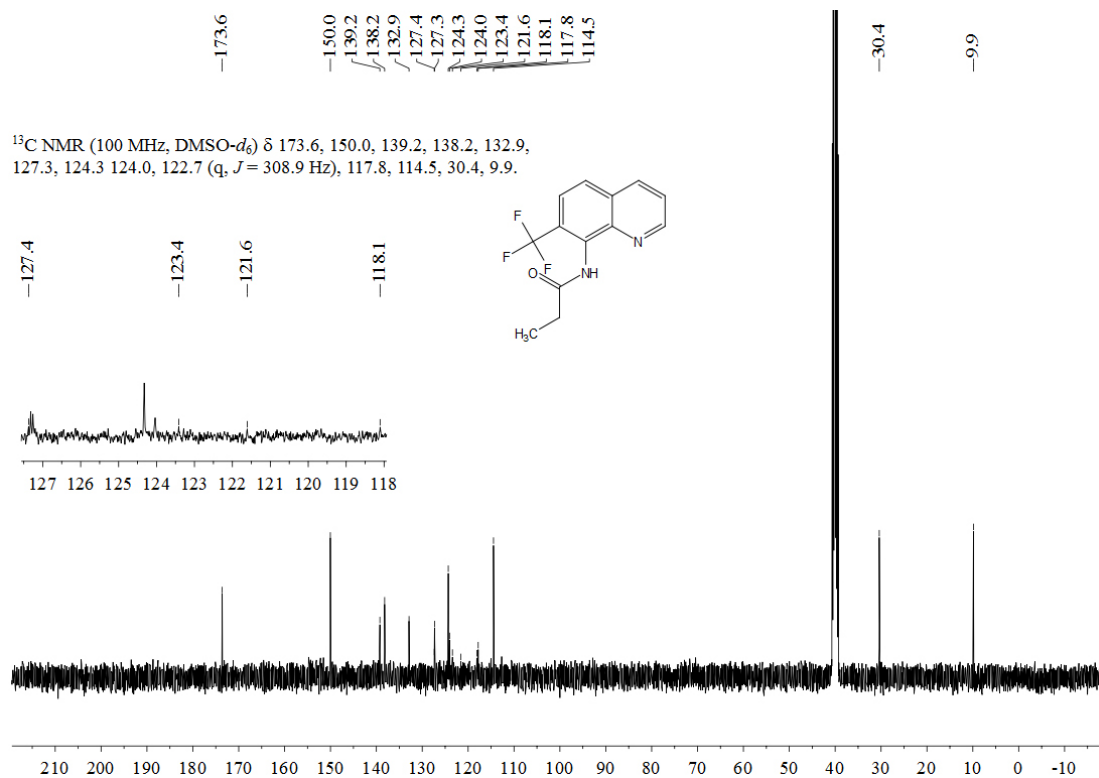 173.6
150.0
139.2
138.2
132.9
127.4
127.3
124.3
124.0
123.4
121.6
118.1
117.8
114.5
30.4
9.9
¹³C NMR (100 MHz, DMSO-d₆) δ 173.6, 150.0, 139.2, 138.2, 132.9,
127.3, 124.3 124.0, 122.7 (q, J = 308.9 Hz), 117.8, 114.5, 30.4, 9.9.
127.4
123.4
121.6
118.1
F
F
F
N
O
NH
H₃C
127 126 125 124 123 122 121 120 119 118
210 200 190 180 170 160 150 140 130 120 110 100 90 80 70 60 50 40 30 20 10 0 -10